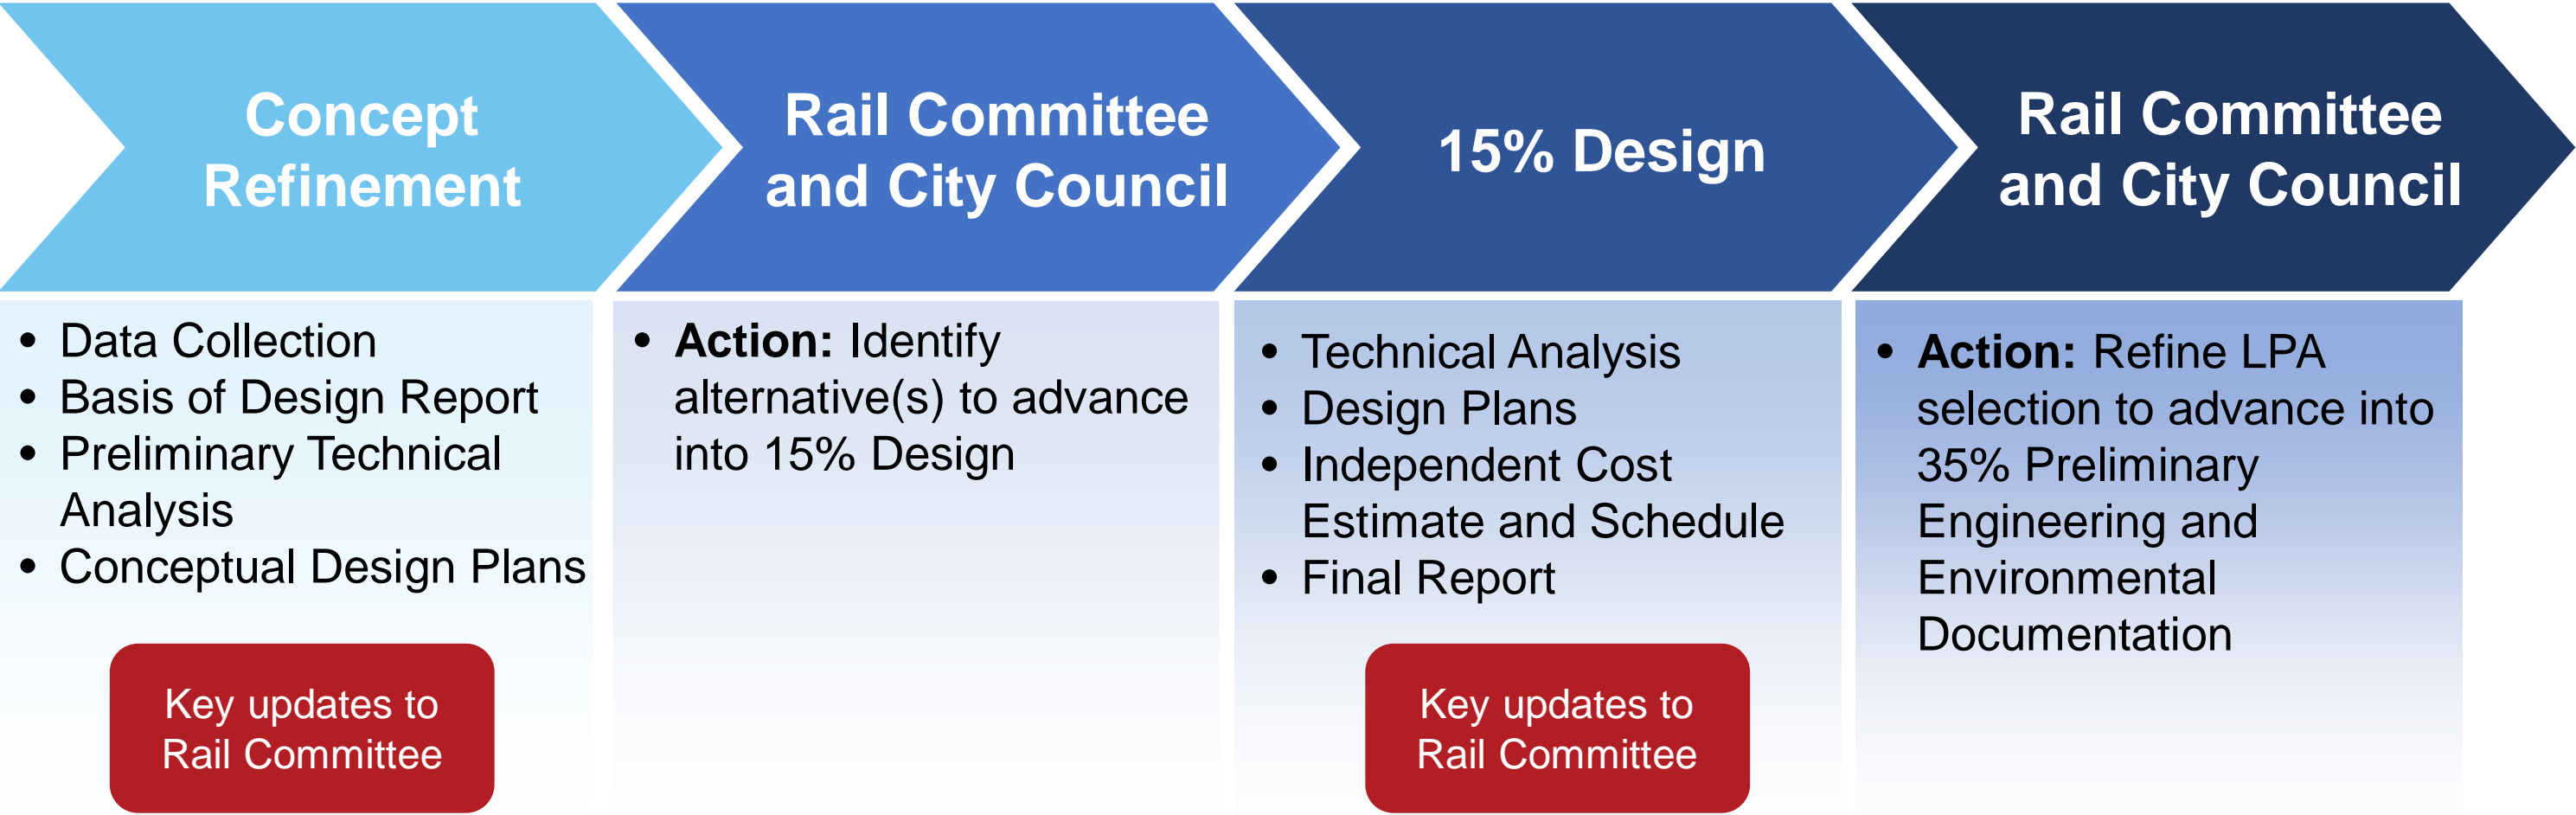 Concept
Refinement
Rail Committee
and City Council
15% Design
Rail Committee
and City Council
• Data Collection
• Basis of Design Report
• Preliminary Technical
Analysis
• Conceptual Design Plans
Key updates to
Rail Committee
• Action: Identify
alternative(s) to advance
into 15% Design
• Technical Analysis
• Design Plans
• Independent Cost
Estimate and Schedule
• Final Report
Key updates to
Rail Committee
• Action: Refine LPA
selection to advance into
35% Preliminary
Engineering and
Environmental
Documentation